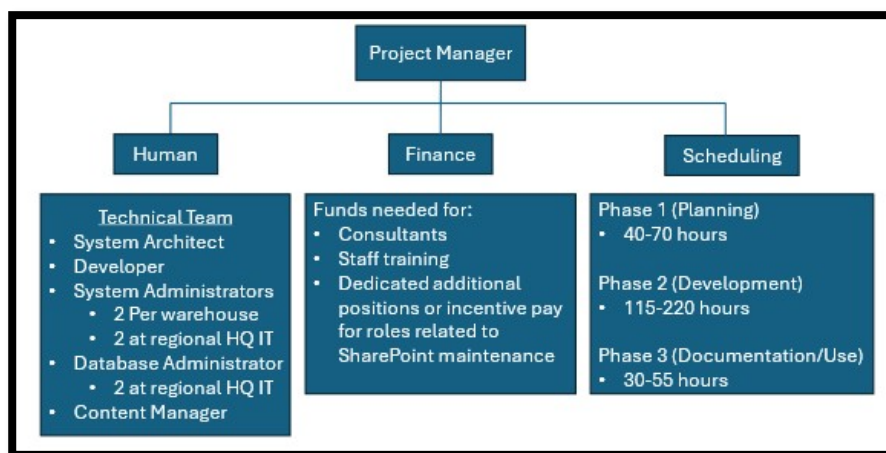 Project Manager
Human
Finance
Scheduling
Technical Team
• System Architect
• Developer
• System Administrators
• 2 Per warehouse
• 2 at regional HQ IT
• Database Administrator
• 2 at regional HQ IT
• Content Manager
Funds needed for:
• Consultants
• Staff training
• Dedicated additional
positions or incentive pay
for roles related to
SharePoint maintenance
Phase 1 (Planning)
• 40-70 hours
Phase 2 (Development)
• 115-220 hours
Phase 3 (Documentation/Use)
• 30-55 hours